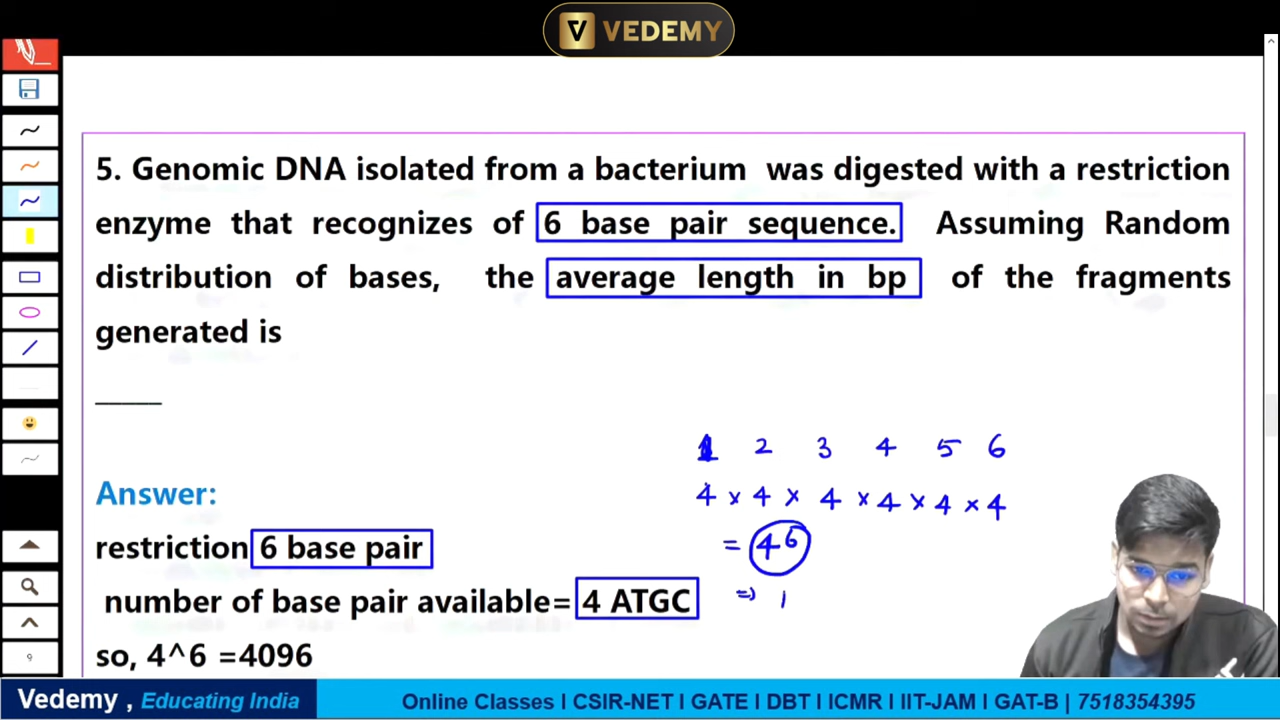 VEDEMY
5. Genomic DNA isolated from a bacterium was digested with a restriction
enzyme that recognizes of 6 base pair sequence. Assuming Random
distribution of bases, the average length in bp of the fragments
generated is
_____
1 2 3 4 5 6
Answer:
4 × 4 × 4 × 4 × 4 × 4
restriction 6 base pair
= 4⁶
number of base pair available= 4 ATGC
=> 1
so, 4^6 =4096
9
Vedemy , Educating India
Online Classes I CSIR-NET I GATE I DBT I ICMR I IIT-JAM I GAT-B | 7518354395